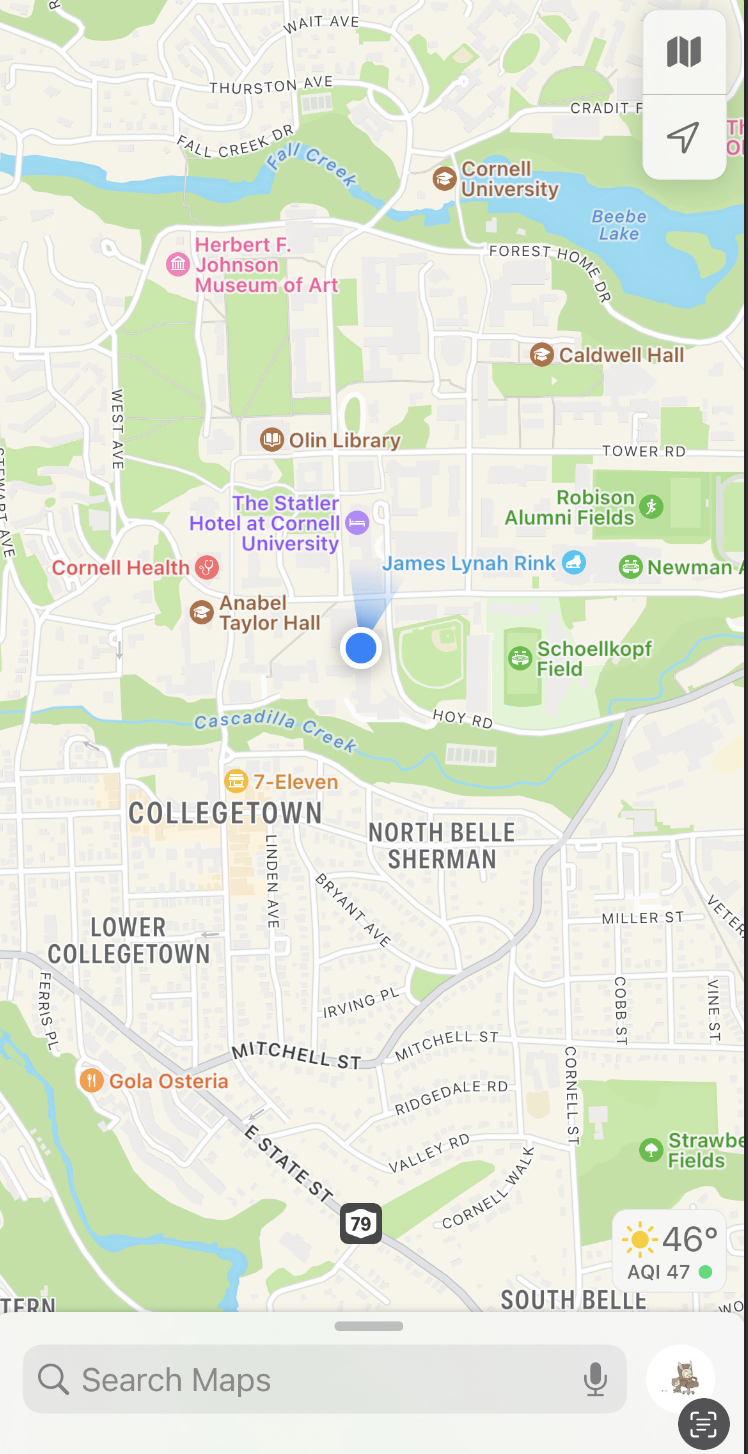 WAIT AVE
THURSTON AVE
CRADIT F
FALL CREEK DR
Fall Creek
Cornell
University
Beebe
Lake
Herbert F.
Johnson
Museum of Art
FOREST HOME DR
Caldwell Hall
WEST AVE
Olin Library
TOWER RD
STEWART AVE
The Statler
Hotel at Cornell
University
Robison
Alumni Fields
Cornell Health
James Lynah Rink
Newman A
Anabel
Taylor Hall
Schoellkopf
Field
HOY RD
Cascadilla Creek
7-Eleven
COLLEGETOWN
NORTH BELLE
SHERMAN
LINDEN AVE
BRYANT AVE
MILLER ST
VETER
LOWER
COLLEGETOWN
FERRIS PL
IRVING PL
COBB ST
VINE ST
MITCHELL ST
MITCHELL ST
CORNELL ST
Gola Osteria
RIDGEDALE RD
E STATE ST
VALLEY RD
Strawbe
Fields
CORNELL WALK
79
46°
AQI 47
TERN
SOUTH BELLE
WO
Search Maps